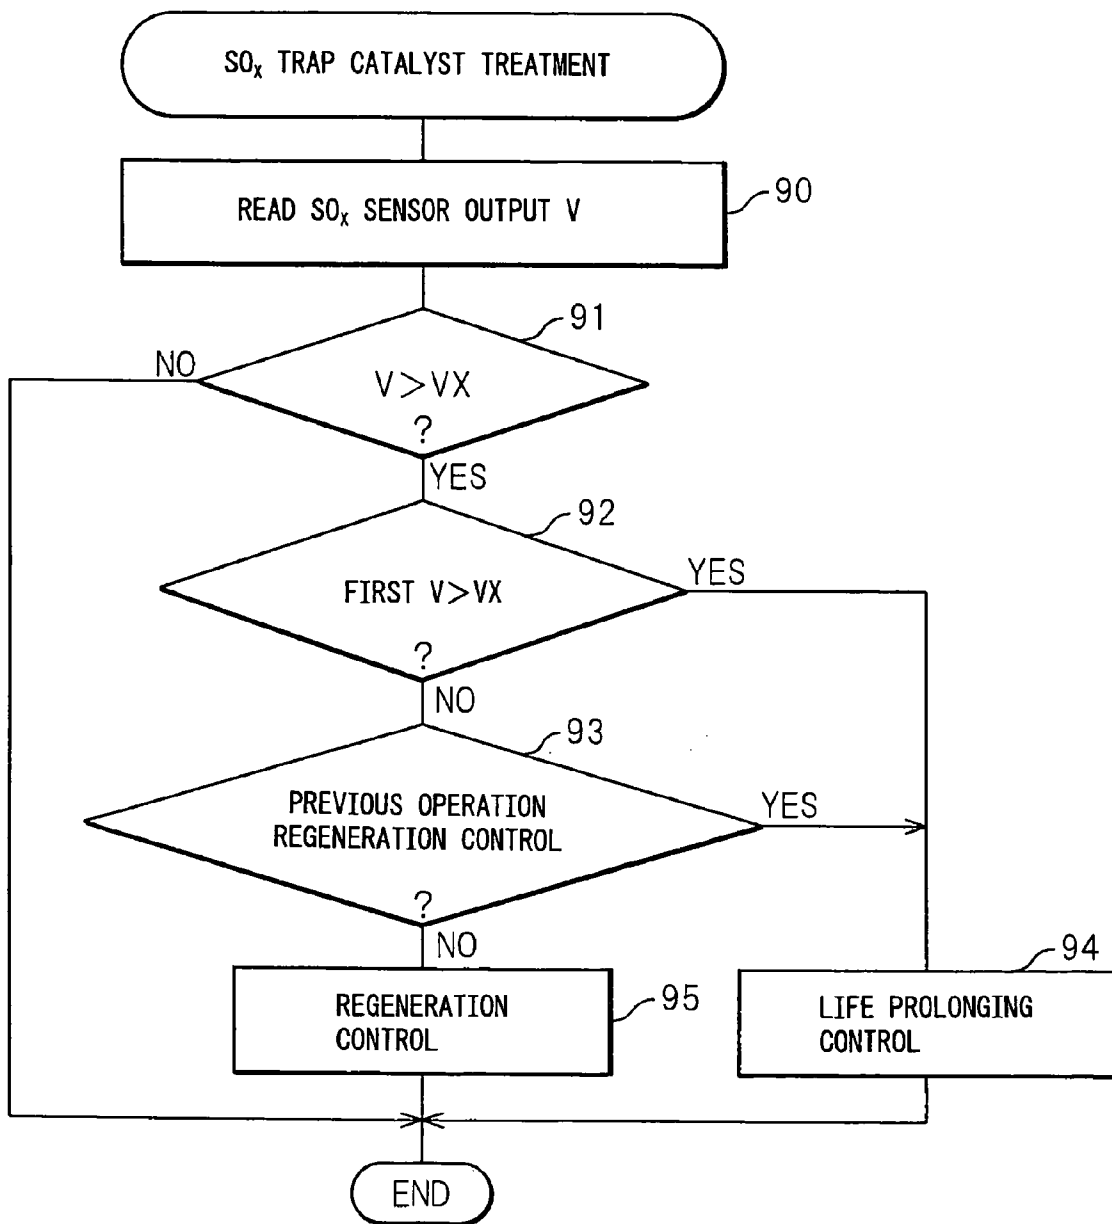 SOₓ TRAP CATALYST TREATMENT
READ SOₓ SENSOR OUTPUT V
90
91
NO
V>VX
?
YES
92
FIRST V>VX
YES
?
NO
93
PREVIOUS OPERATION
REGENERATION CONTROL
YES
?
NO
94
REGENERATION
CONTROL
95
LIFE PROLONGING
CONTROL
END